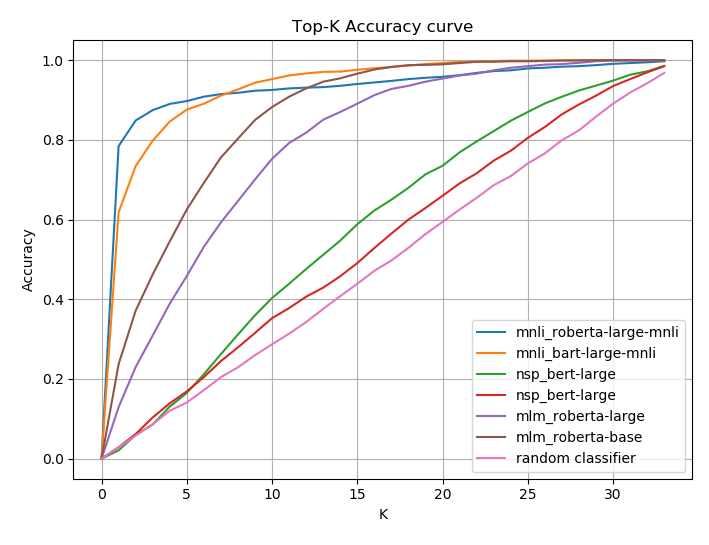 Top-K Accuracy curve
1.0
0.8
0.6
0.4
0.2
0.0
Accuracy
0 5 10 15 20 25 30
K
mnli_roberta-large-mnli
mnli_bart-large-mnli
nsp_bert-large
nsp_bert-large
mlm_roberta-large
mlm_roberta-base
random classifier